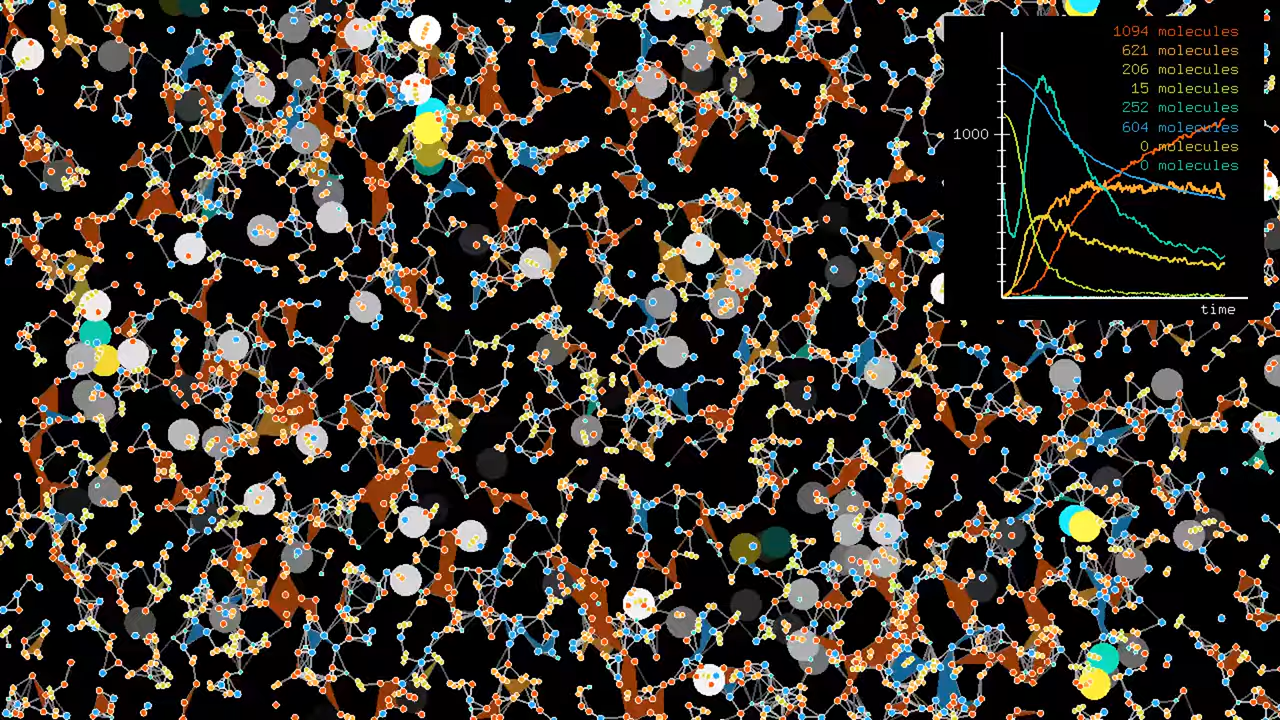 1094 molecules
621 molecules
206 molecules
15 molecules
252 molecules
604 molecules
0 molecules
0 molecules
1000
time